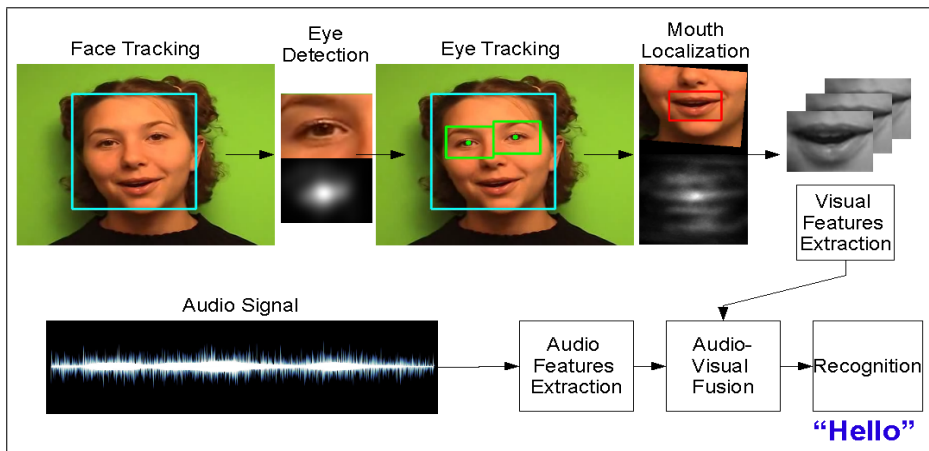 Face Tracking
Eye
Detection
Eye Tracking
Mouth
Localization
Visual
Features
Extraction
Audio Signal
Audio
Features
Extraction
Audio-
Visual
Fusion
Recognition
“Hello”